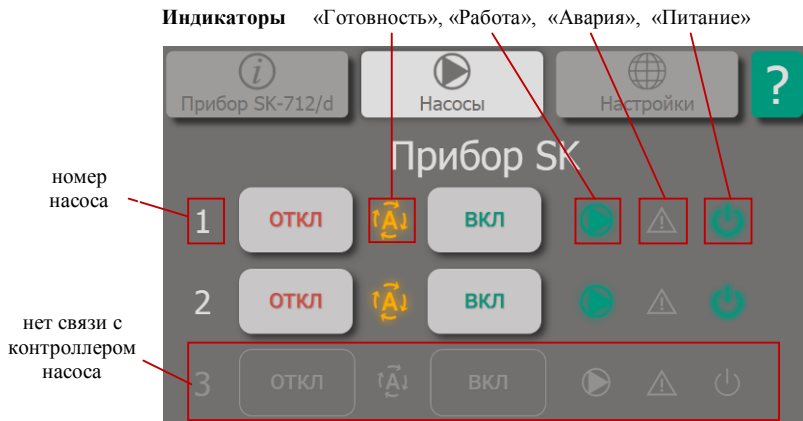 Индикаторы «Готовность», «Работа», «Авария», «Питание»
Прибор SK-712/d
Насосы
Настройки
?
Прибор SK
номер
насоса
1 ОТКЛ A ВКЛ
2 ОТКЛ A ВКЛ
нет связи с
контроллером
насоса
3 ОТКЛ A ВКЛ